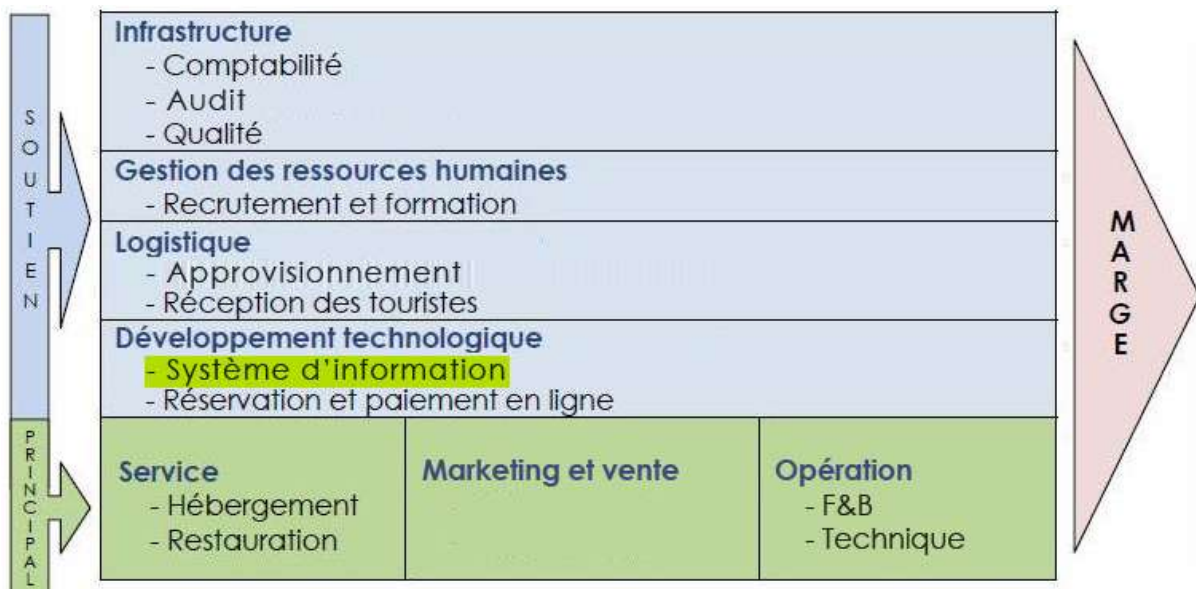 SOUTIEN
Infrastructure
- Comptabilité
- Audit
- Qualité
Gestion des ressources humaines
- Recrutement et formation
Logistique
- Approvisionnement
- Réception des touristes
Développement technologique
- Système d'information
- Réservation et paiement en ligne
PRINCIPAL
Service
- Hébergement
- Restauration
Marketing et vente
Opération
- F&B
- Technique
MARGE